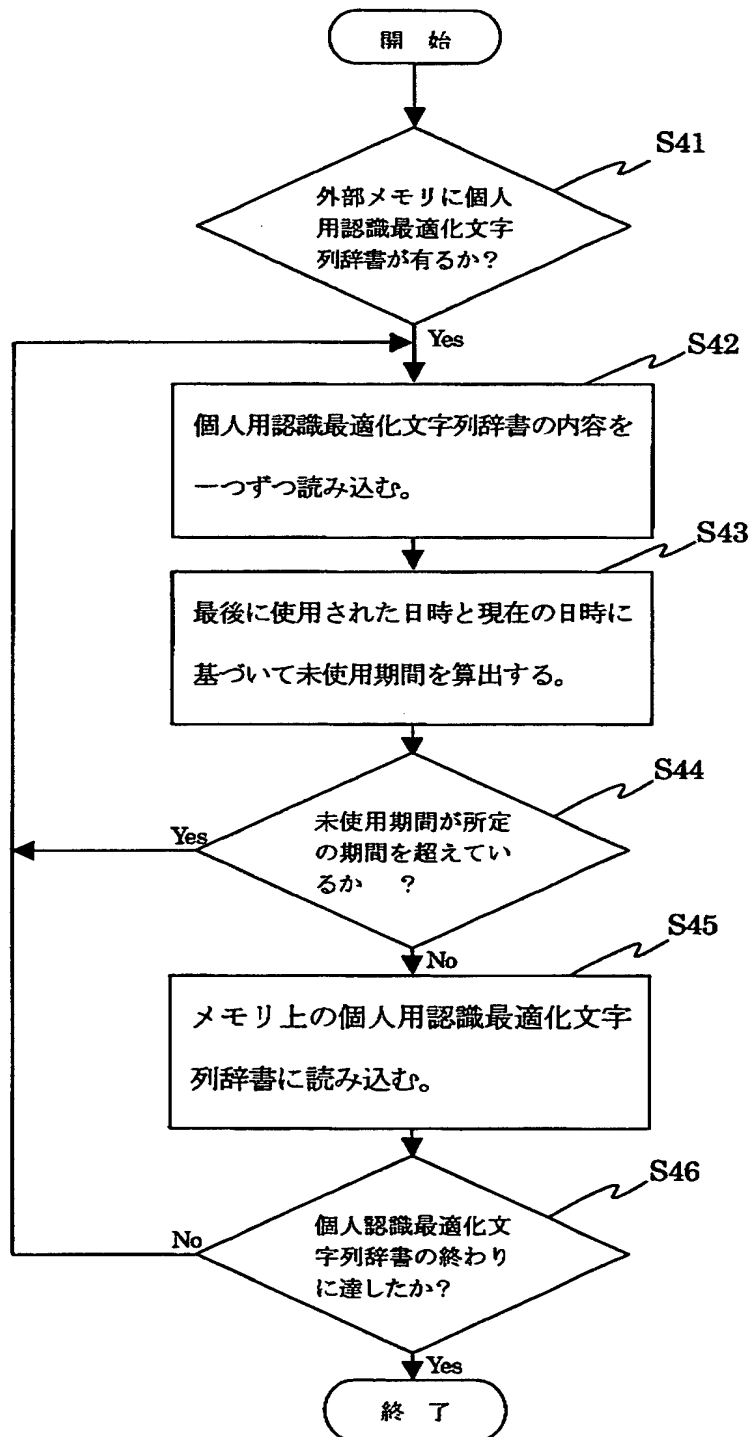 開 始
S41
外部メモリに個人
用認識最適化文字
列辞書が有るか？
Yes
S42
個人用認識最適化文字列辞書の内容を
一つずつ読み込む。
S43
最後に使用された日時と現在の日時に
基づいて未使用期間を算出する。
S44
未使用期間が所定
の期間を超えてい
るか　？
Yes
No
S45
メモリ上の個人用認識最適化文字
列辞書に読み込む。
S46
個人認識最適化文
字列辞書の終わり
に達したか？
No
Yes
終 了